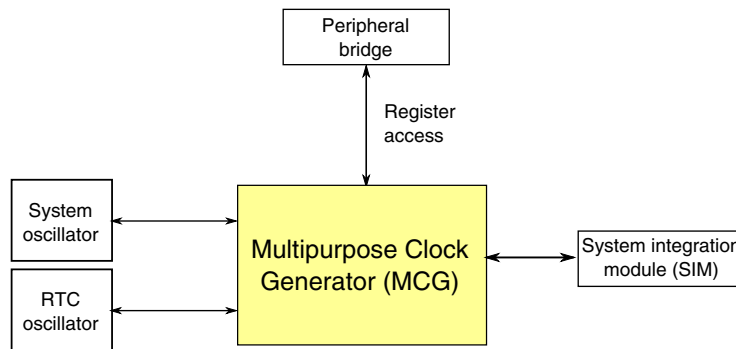 Peripheral
bridge
Register
access
System
oscillator
Multipurpose Clock
Generator (MCG)
System integration
module (SIM)
RTC
oscillator